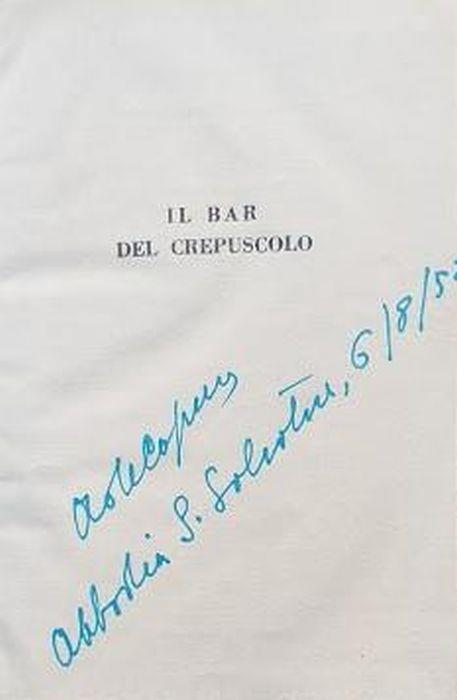 IL BAR
DEL CREPUSCOLO
Abbadia S. Salvatore, 6/8/5